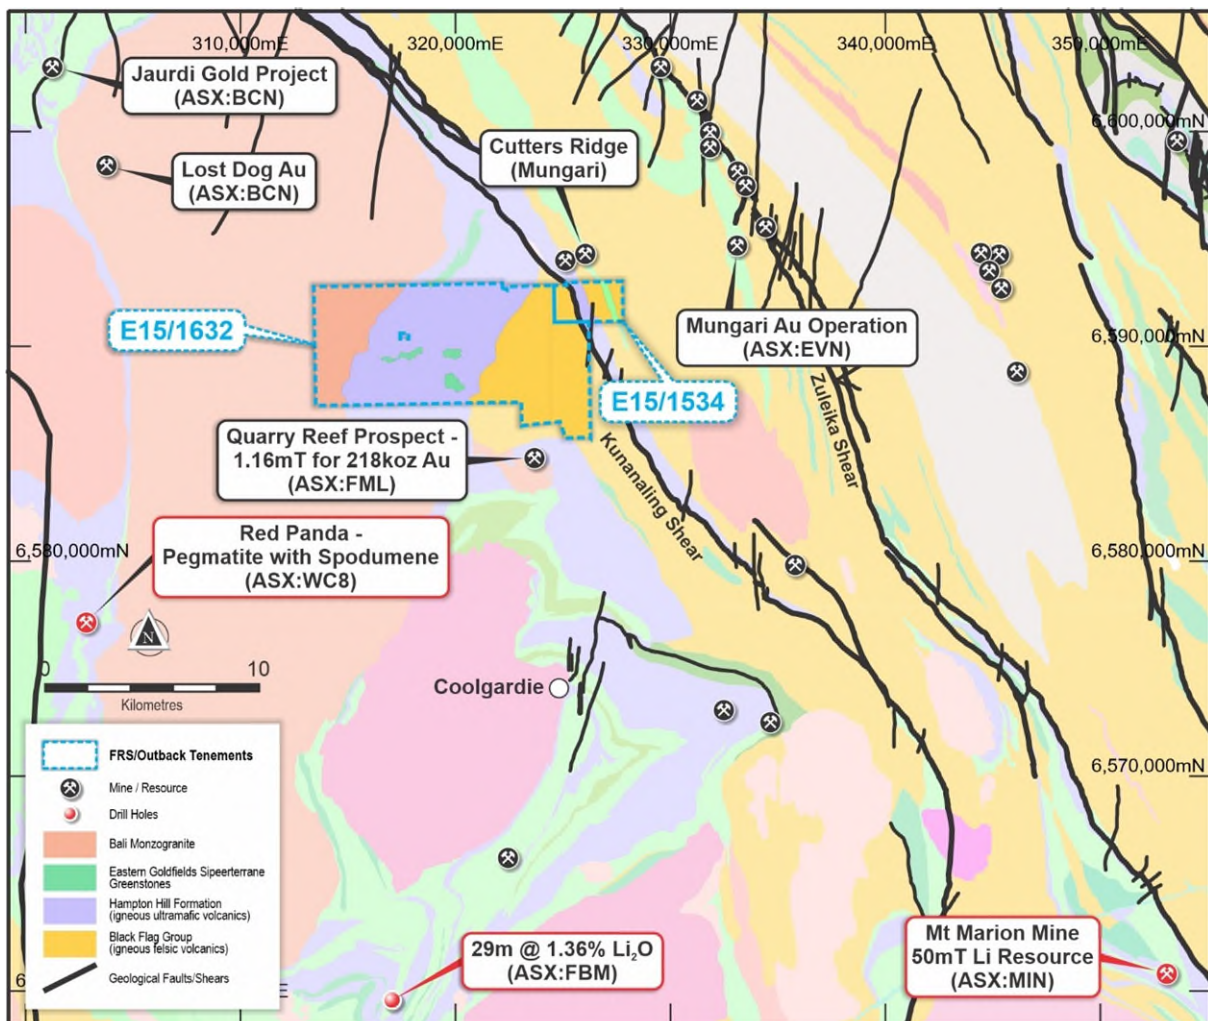 310,000mE
320,000mE
330,000mE
340,000mE
350,000mE
Jaurdi Gold Project
(ASX:BCN)
Cutters Ridge
(Mungari)
6,600,000mN
Lost Dog Au
(ASX:BCN)
E15/1632
Mungari Au Operation
(ASX:EVN)
6,590,000mN
E15/1534
Zuleika Shear
Quarry Reef Prospect -
1.16mT for 218koz Au
(ASX:FML)
Kunanaling Shear
Red Panda -
Pegmatite with Spodumene
(ASX:WC8)
6,580,000mN
6,580,000mN
N
0
10
Kilometres
Coolgardie
6,570,000mN
FRS/Outback Tenements
Mine / Resource
Drill Holes
Bali Monzogranite
Eastern Goldfields Sipeerterrane
Greenstones
Hampton Hill Formation
(igneous ultramafic volcanics)
Black Flag Group
(igneous felsic volcanics)
Geological Faults/Shears
29m @ 1.36% Li₂O
(ASX:FBM)
Mt Marion Mine
50mT Li Resource
(ASX:MIN)